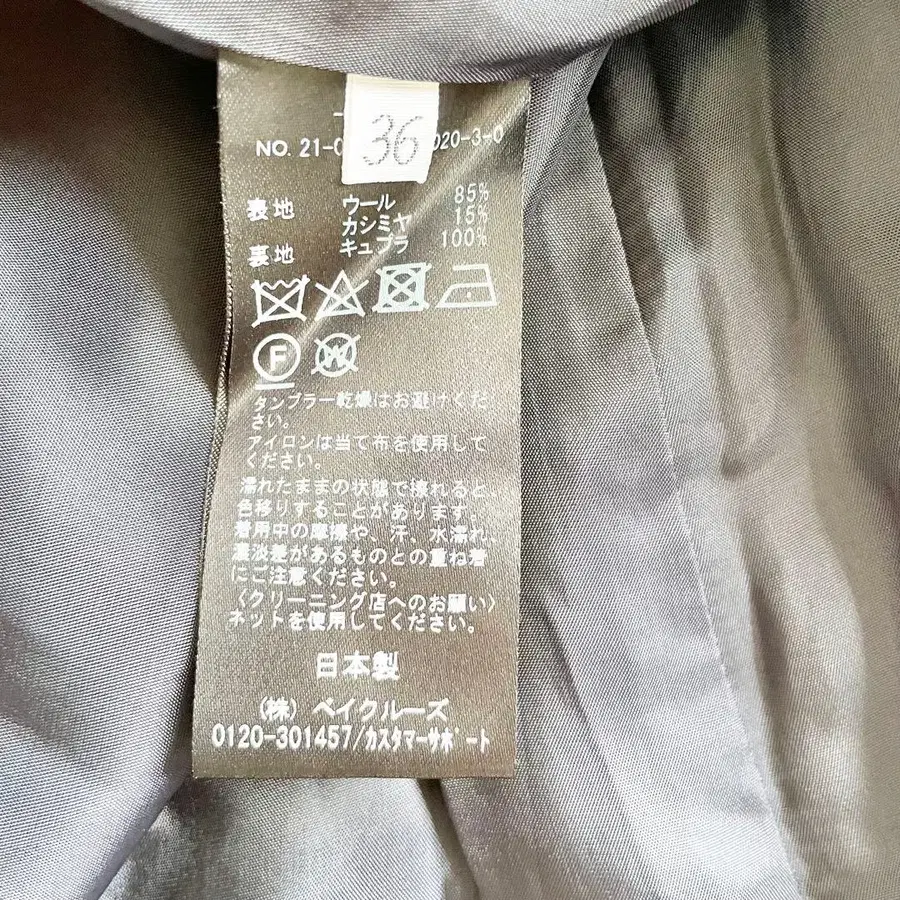 36
NO. 21-0 020-3-0
表地 ウール 85%
カシミヤ 15%
裏地 キュプラ 100%
F W
タンブラー乾燥はお避けくだ
さい。
アイロンは当て布を使用して
ください。
濡れたままの状態で擦れると、
色移りすることがあります。
着用中の摩擦や、汗、水濡れ、
濃淡差があるものとの重ね着
にご注意ください。
〈クリーニング店へのお願い〉
ネットを使用してください。
日本製
(株) ベイクルーズ
0120-301457/カスタマーサポート